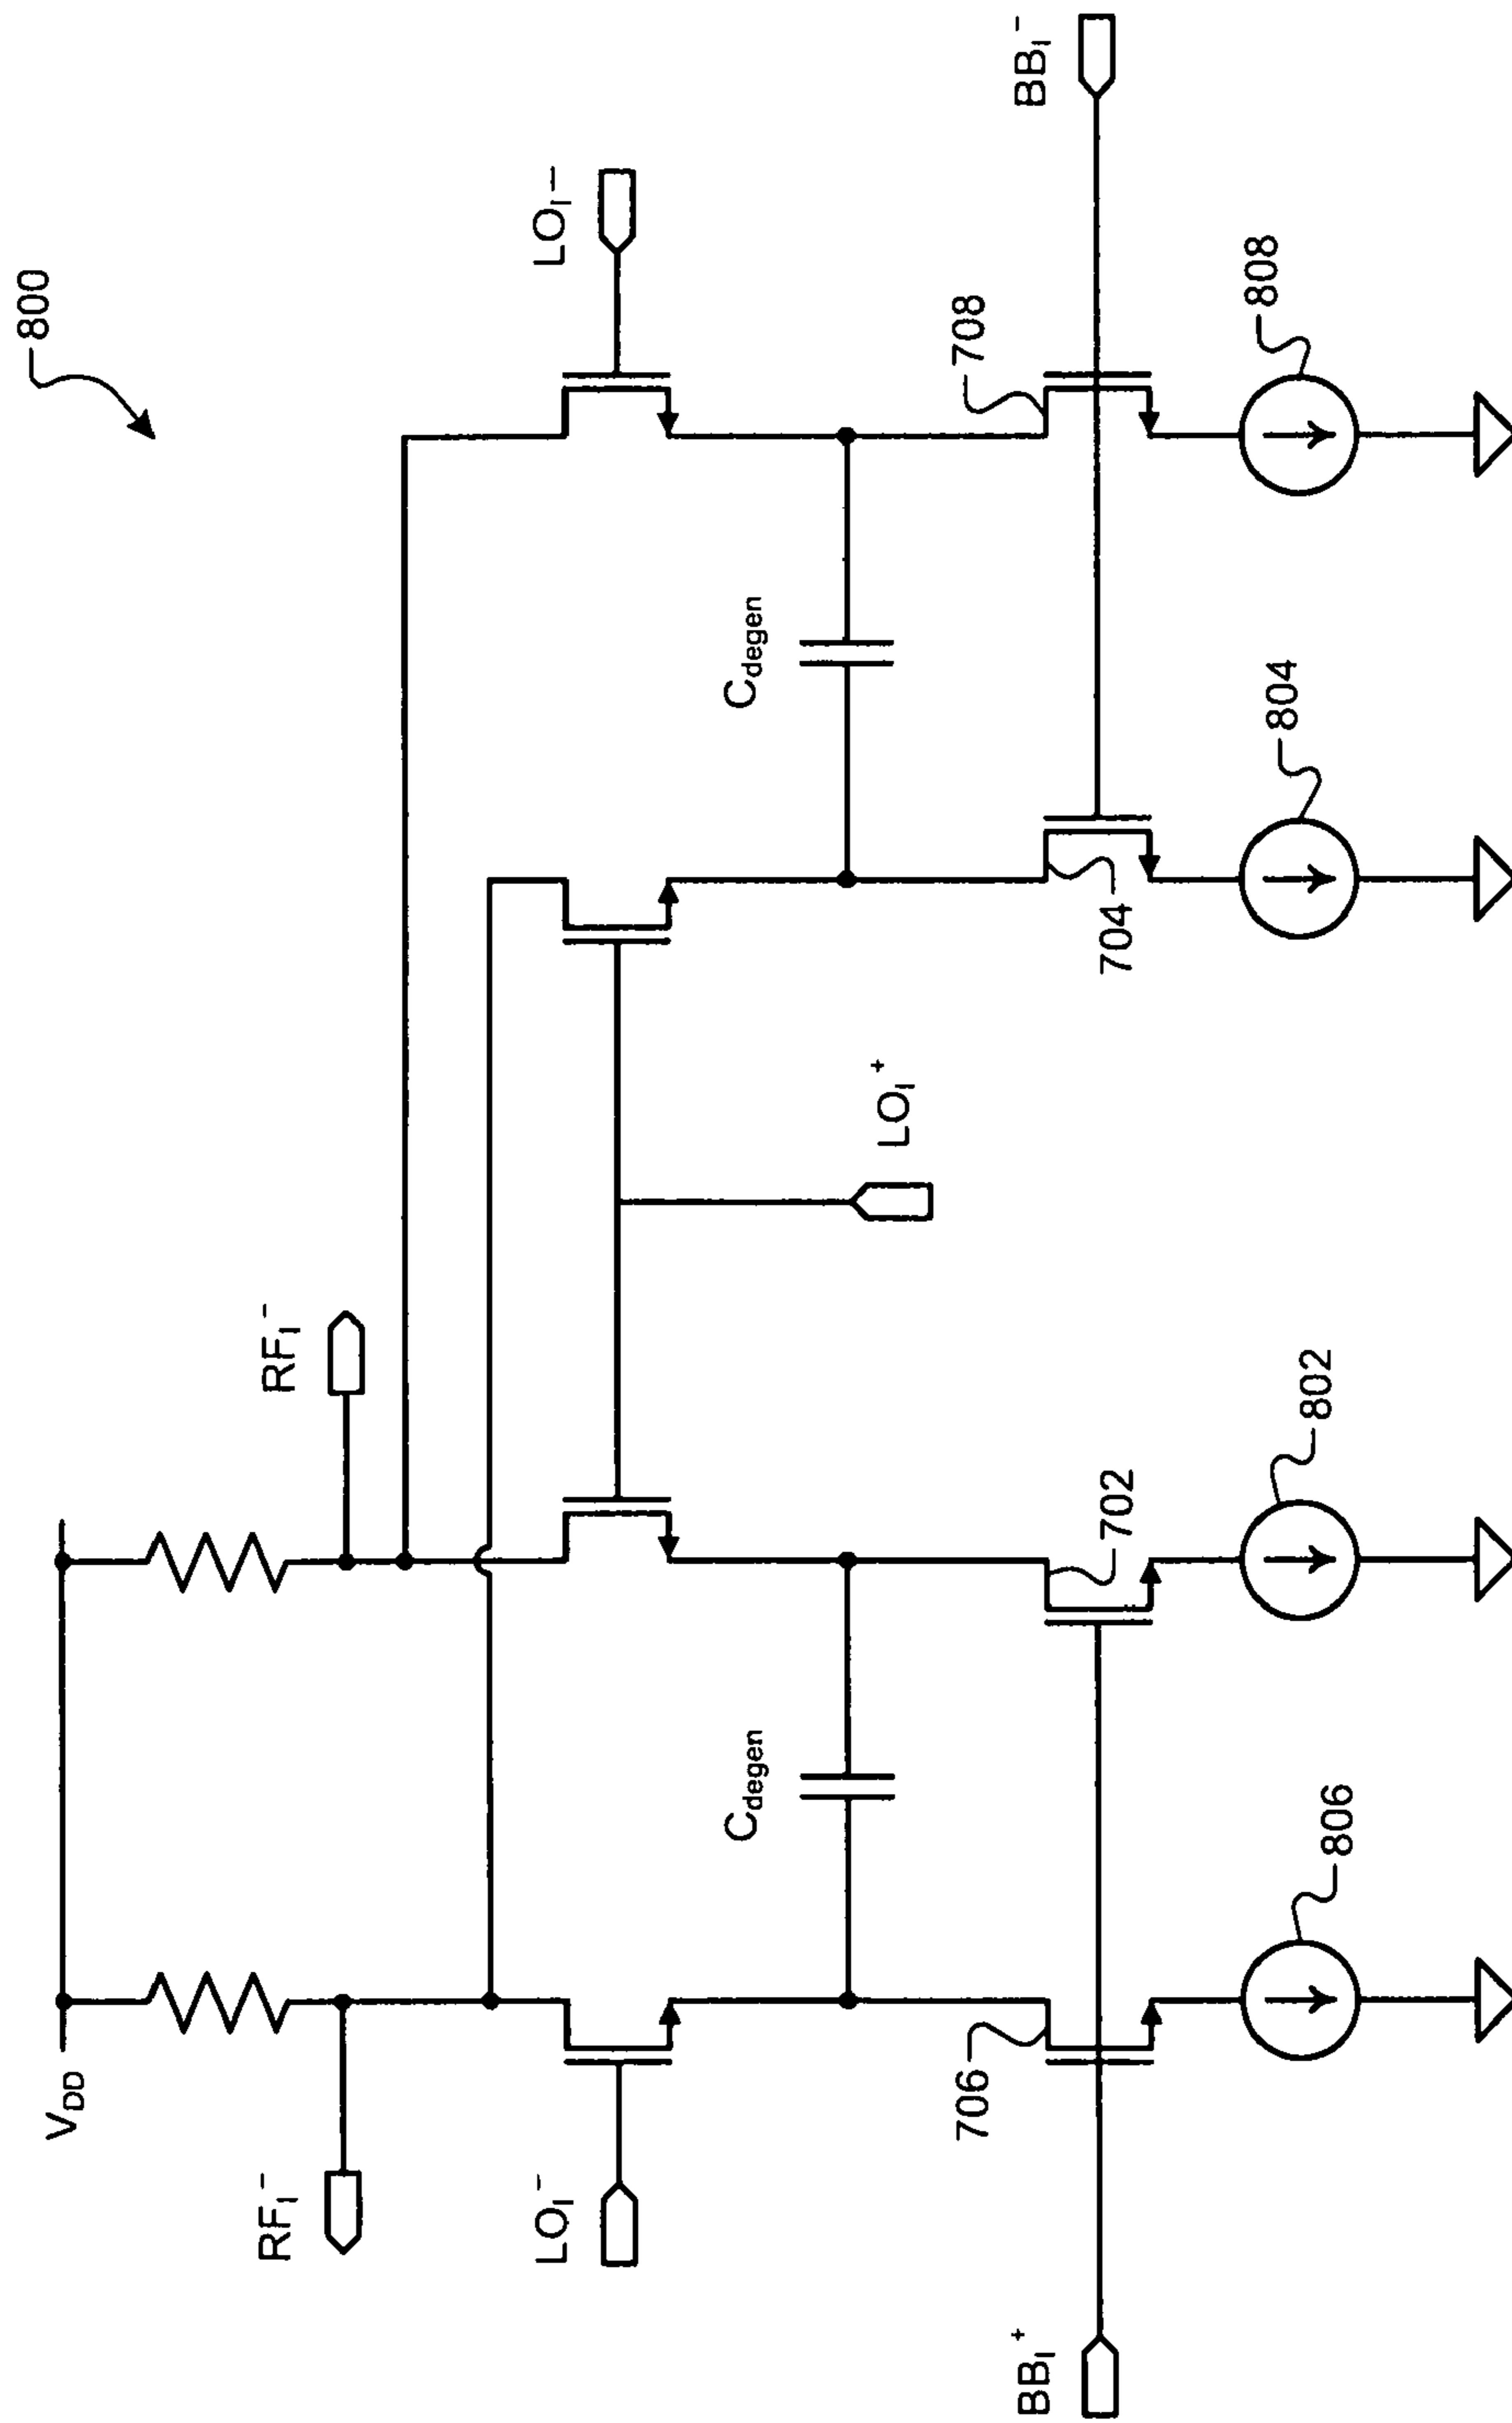 800
V_DD
RF_I^-
RF_I^-
LO_I^-
LO_I^-
C_degen
C_degen
LO_I^+
706
702
704
708
BB_I^+
BB_I^-
806
802
804
808